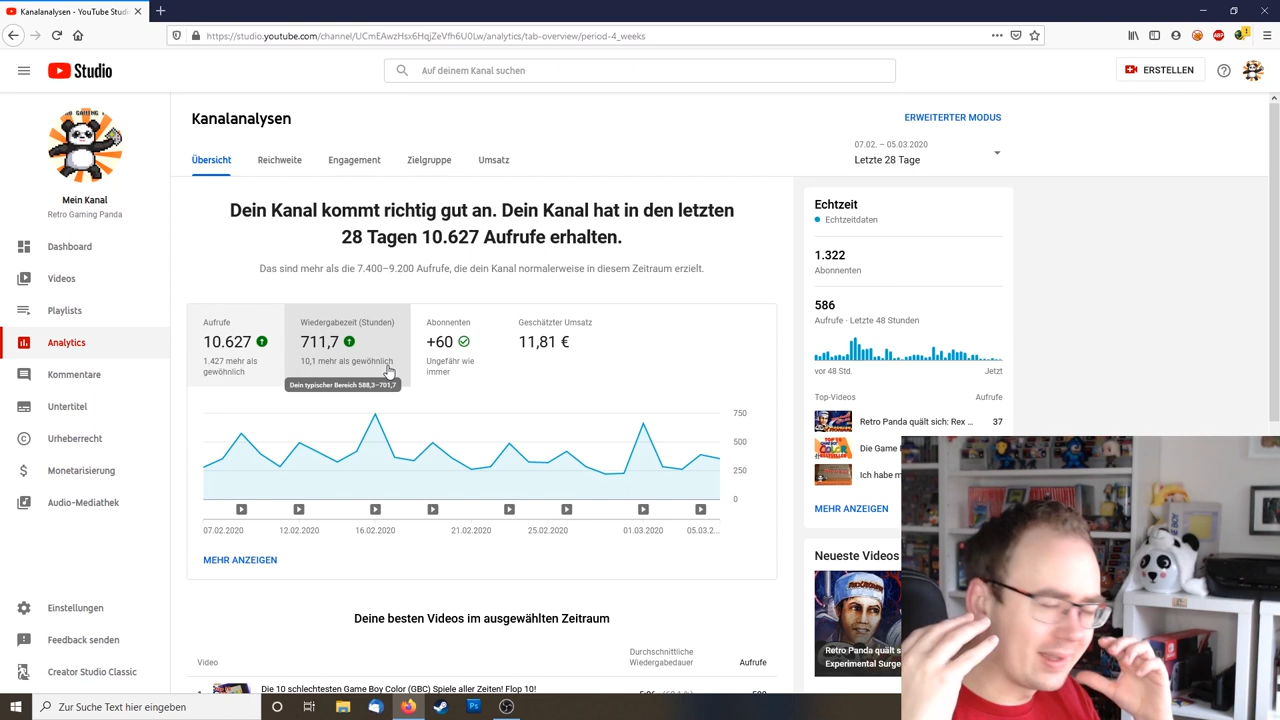 Kanalanalysen - YouTube Studi
https://studio.youtube.com/channel/UCmEAwzHsx6HqjZeVfh6U0Lw/analytics/tab-overview/period-4_weeks
Studio
Auf deinem Kanal suchen
ERSTELLEN
GAMING
Mein Kanal
Retro Gaming Panda
Dashboard
Videos
Playlists
Analytics
Kommentare
Untertitel
Urheberrecht
Monetarisierung
Audio-Mediathek
Einstellungen
Feedback senden
Creator Studio Classic
Kanalanalysen
ERWEITERTER MODUS
Übersicht
Reichweite
Engagement
Zielgruppe
Umsatz
07.02. – 05.03.2020
Letzte 28 Tage
Dein Kanal kommt richtig gut an. Dein Kanal hat in den letzten
28 Tagen 10.627 Aufrufe erhalten.
Das sind mehr als die 7.400–9.200 Aufrufe, die dein Kanal normalerweise in diesem Zeitraum erzielt.
Aufrufe
10.627
1.427 mehr als
gewöhnlich
Wiedergabezeit (Stunden)
711,7
10,1 mehr als gewöhnlich
Dein typischer Bereich 588,3–701,7
Abonnenten
+60
Ungefähr wie
immer
Geschätzter Umsatz
11,81 €
750
500
250
0
07.02.2020
12.02.2020
16.02.2020
21.02.2020
25.02.2020
01.03.2020
05.03.2...
MEHR ANZEIGEN
Deine besten Videos im ausgewählten Zeitraum
Video
Durchschnittliche
Wiedergabedauer
Aufrufe
Die 10 schlechtesten Game Boy Color (GBC) Spiele aller Zeiten! Flop 10!
Echtzeit
Echtzeitdaten
1.322
Abonnenten
586
Aufrufe · Letzte 48 Stunden
vor 48 Std.
Jetzt
Top-Videos
Aufrufe
Retro Panda quält sich: Rex ...
37
Die Game B
Ich habe m
MEHR ANZEIGEN
Neueste Videos
Retro Panda quält s
Experimental Surge
Zur Suche Text hier eingeben